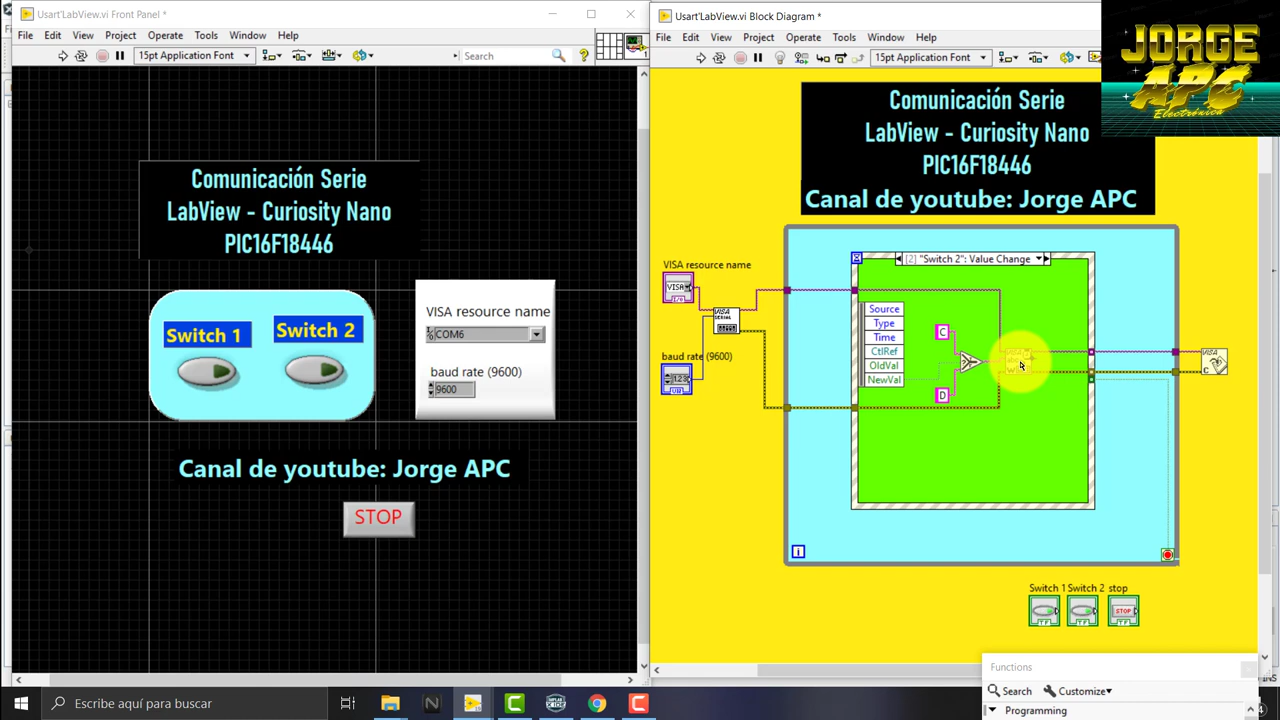 Usart'LabView.vi Front Panel *
File Edit View Project Operate Tools Window Help
15pt Application Font
Search
Comunicación Serie
LabView - Curiosity Nano
PIC16F18446
Switch 1
Switch 2
VISA resource name
COM6
baud rate (9600)
9600
Canal de youtube: Jorge APC
STOP
Usart'LabView.vi Block Diagram *
File Edit View Project Operate Tools Window Help
15pt Application Font
JORGE
APC
Electrónica
Comunicación Serie
LabView - Curiosity Nano
PIC16F18446
Canal de youtube: Jorge APC
VISA resource name
VISA
VISA
SERIAL
baud rate (9600)
[2] "Switch 2": Value Change
Source
Type
Time
CtlRef
OldVal
NewVal
C
D
VISA
C
i
Switch 1 Switch 2 stop
STOP
Functions
Search Customize
Programming
Escribe aquí para buscar